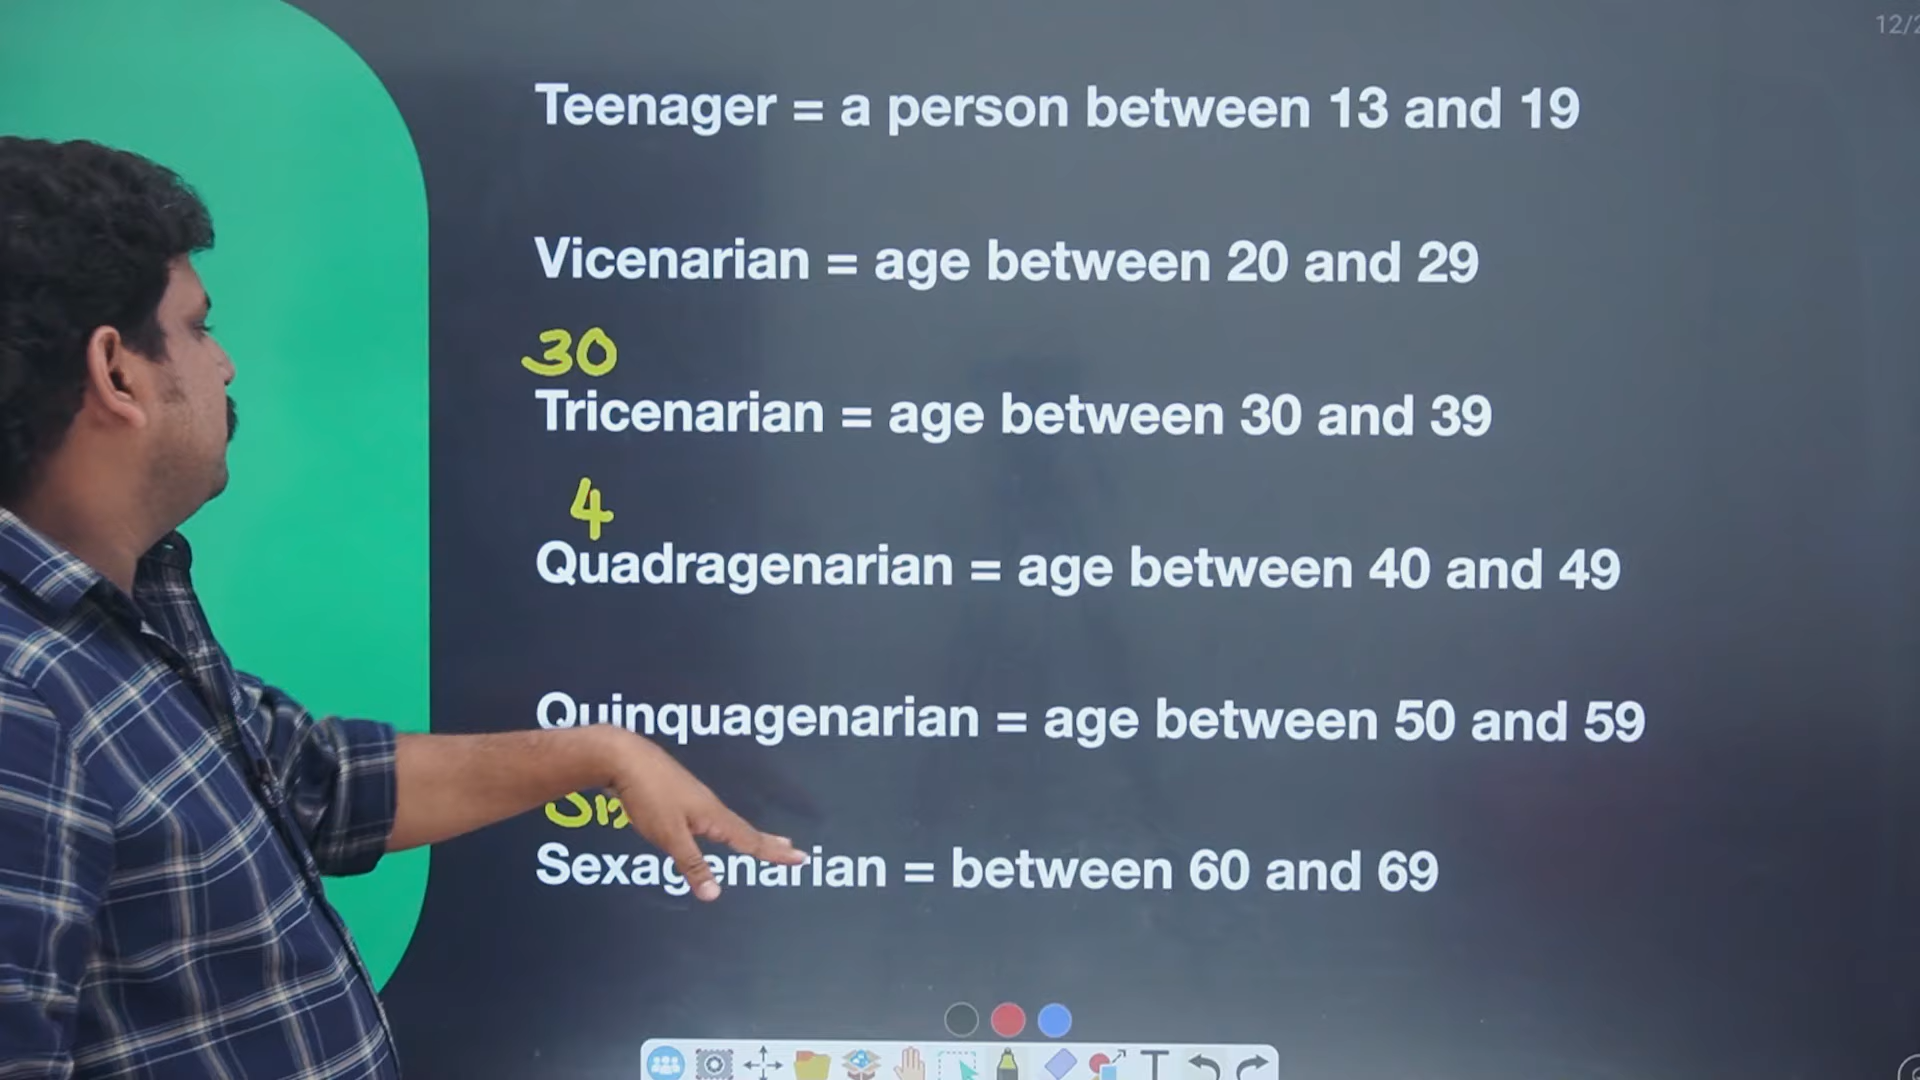 Teenager = a person between 13 and 19
Vicenarian = age between 20 and 29
30
Tricenarian = age between 30 and 39
4
Quadragenarian = age between 40 and 49
Quinquagenarian = age between 50 and 59
Sexagenarian = between 60 and 69